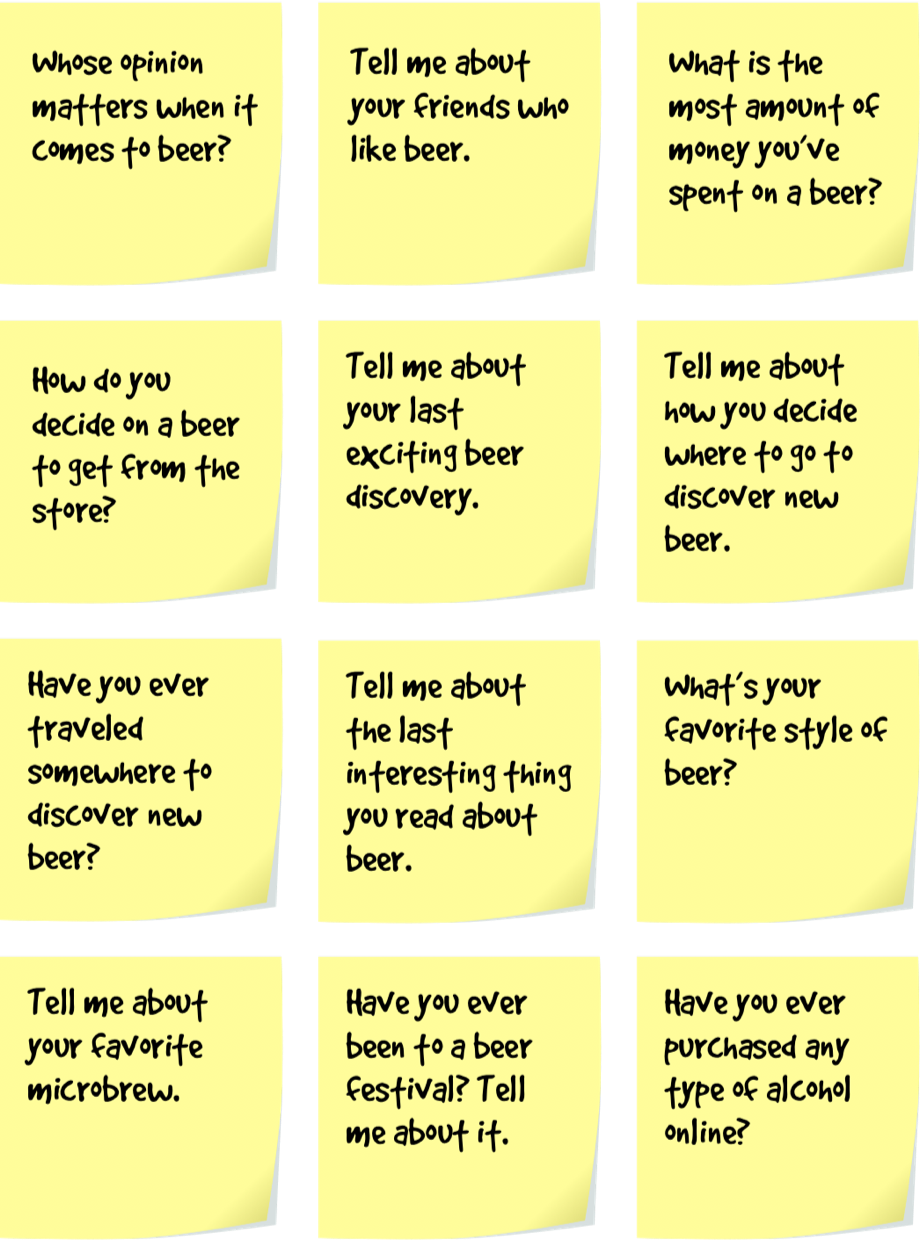 Whose opinion
matters when it
comes to beer?
Tell me about
your friends who
like beer.
What is the
most amount of
money you've
spent on a beer?
How do you
decide on a beer
to get from the
store?
Tell me about
your last
exciting beer
discovery.
Tell me about
how you decide
where to go to
discover new
beer.
Have you ever
traveled
somewhere to
discover new
beer?
Tell me about
the last
interesting thing
you read about
beer.
What's your
favorite style of
beer?
Tell me about
your favorite
microbrew.
Have you ever
been to a beer
festival? Tell
me about it.
Have you ever
purchased any
type of alcohol
online?